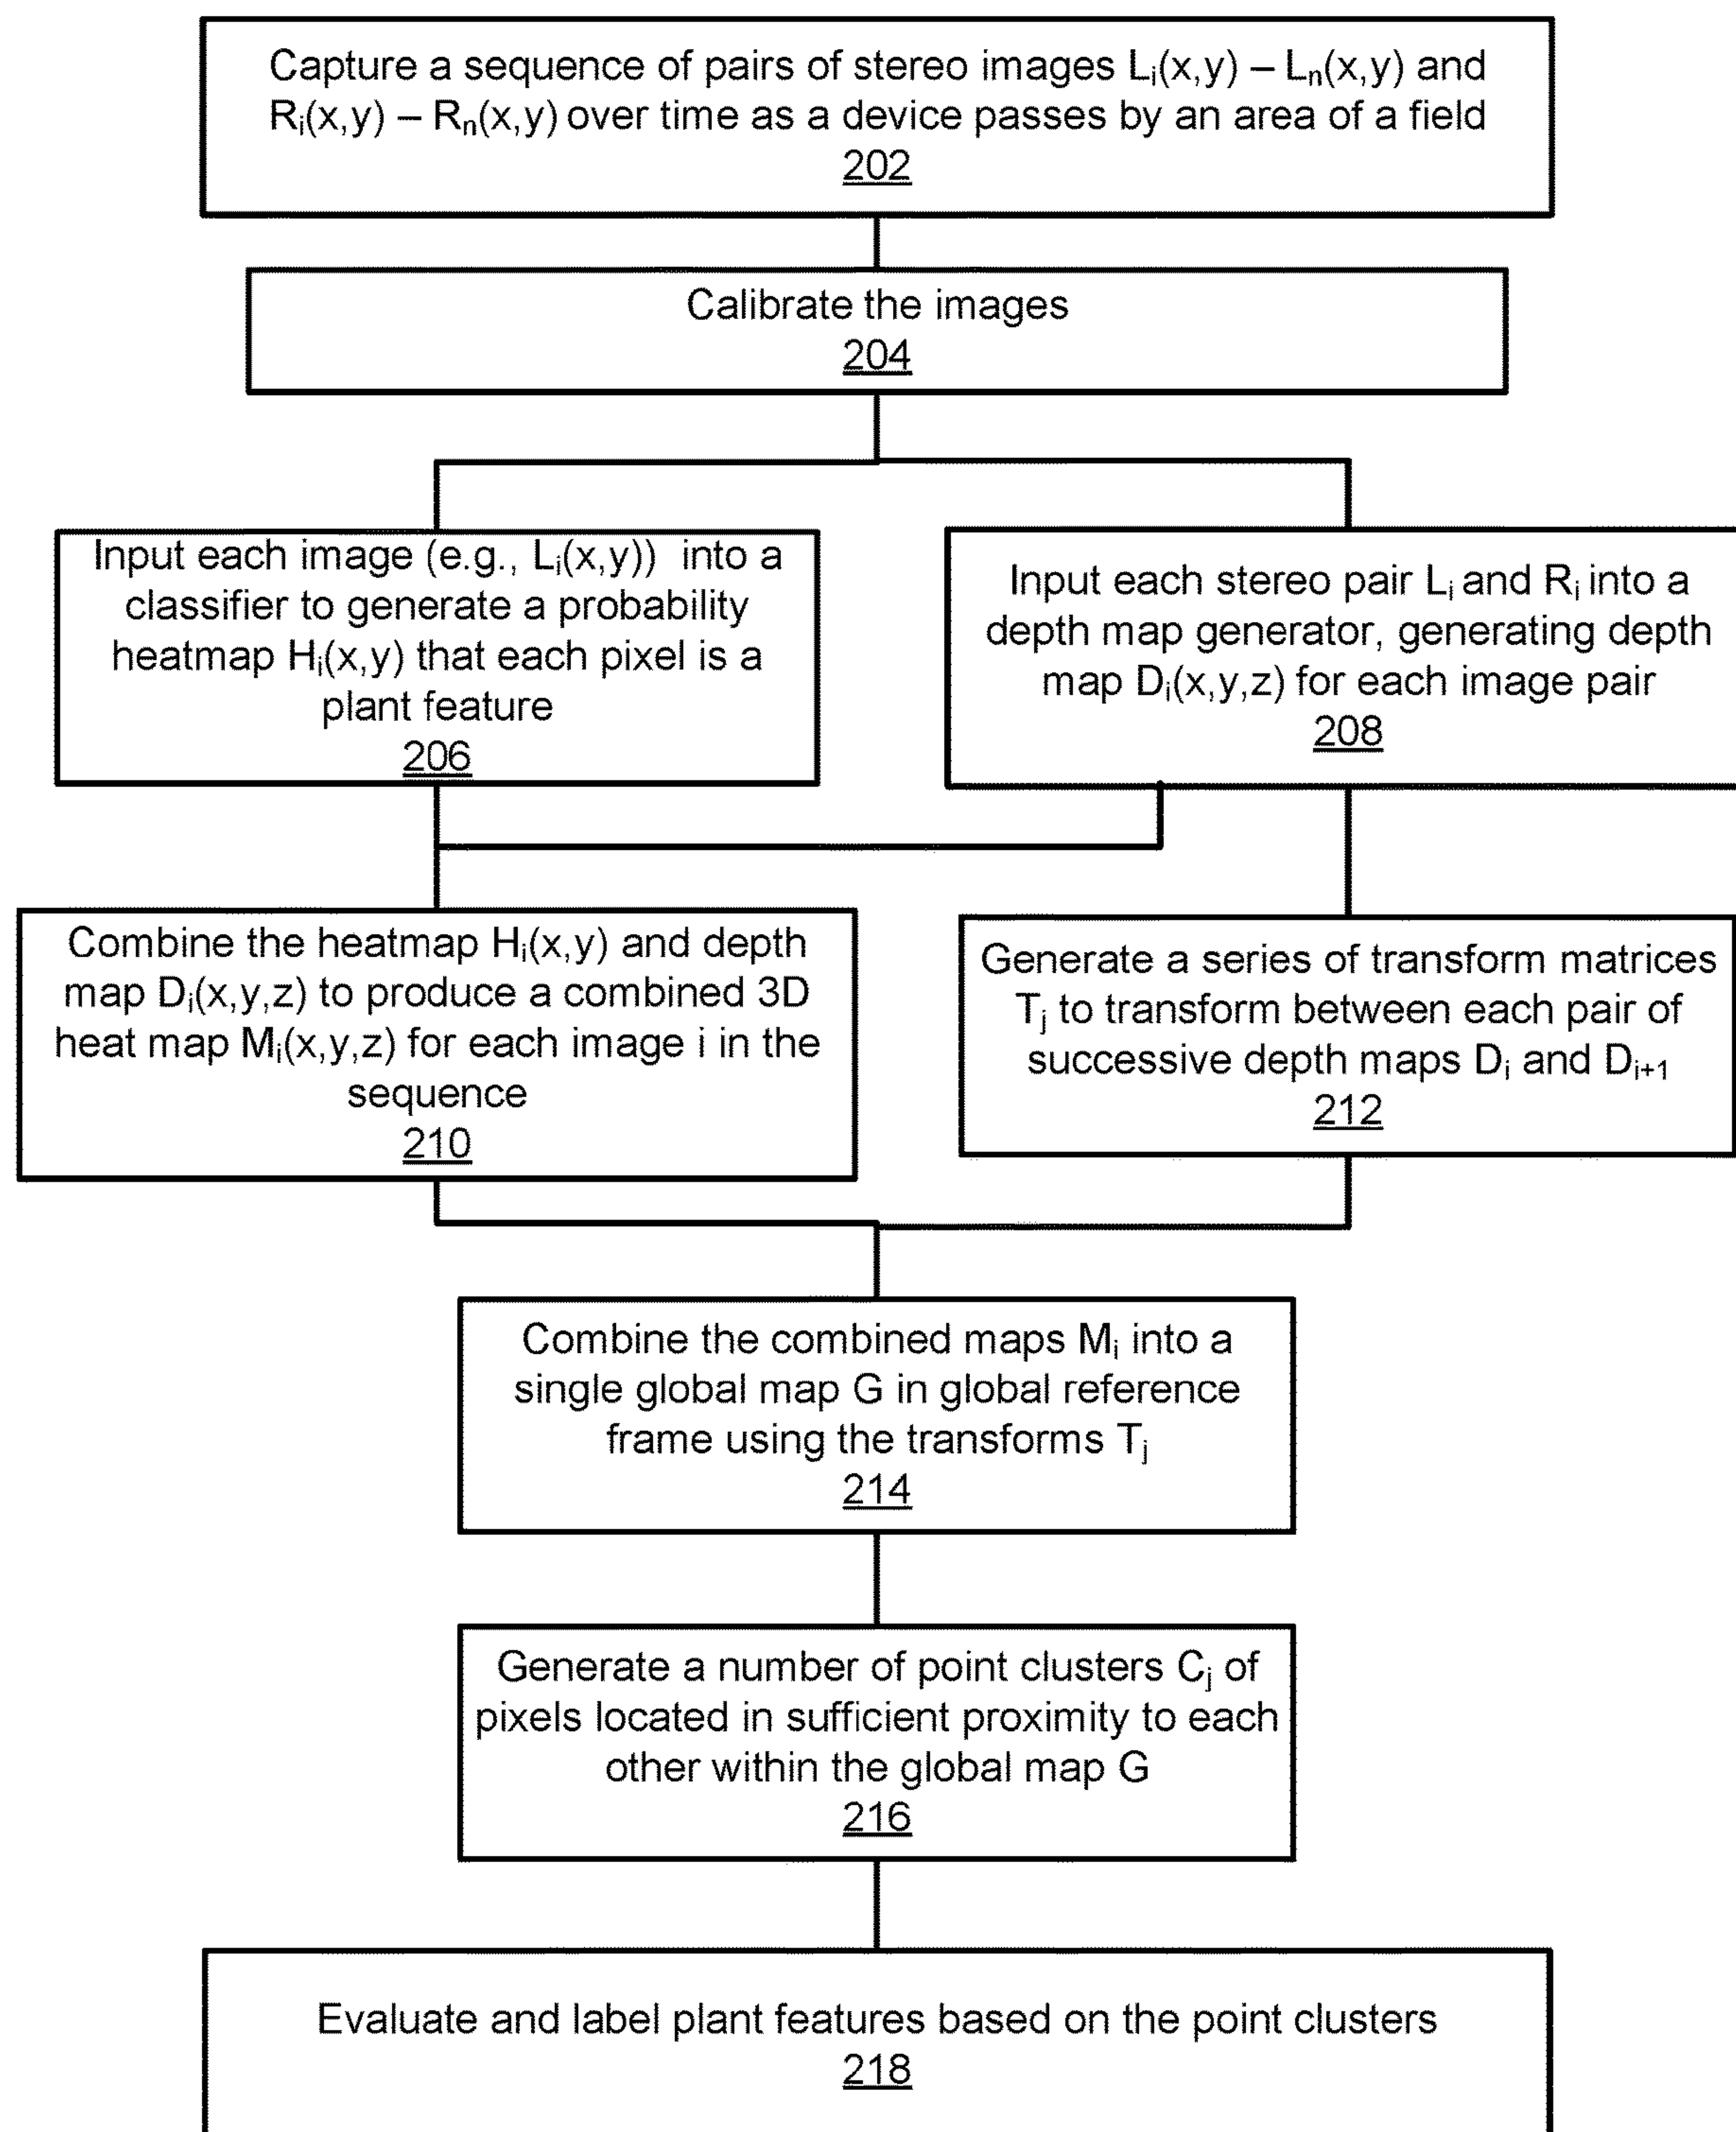 Capture a sequence of pairs of stereo images Lᵢ(x,y) – Lₙ(x,y) and
Rᵢ(x,y) – Rₙ(x,y) over time as a device passes by an area of a field
202
Calibrate the images
204
Input each image (e.g., Lᵢ(x,y)) into a
classifier to generate a probability
heatmap Hᵢ(x,y) that each pixel is a
plant feature
206
Input each stereo pair Lᵢ and Rᵢ into a
depth map generator, generating depth
map Dᵢ(x,y,z) for each image pair
208
Combine the heatmap Hᵢ(x,y) and depth
map Dᵢ(x,y,z) to produce a combined 3D
heat map Mᵢ(x,y,z) for each image i in the
sequence
210
Generate a series of transform matrices
Tⱼ to transform between each pair of
successive depth maps Dᵢ and Dᵢ₊₁
212
Combine the combined maps Mᵢ into a
single global map G in global reference
frame using the transforms Tⱼ
214
Generate a number of point clusters Cⱼ of
pixels located in sufficient proximity to each
other within the global map G
216
Evaluate and label plant features based on the point clusters
218